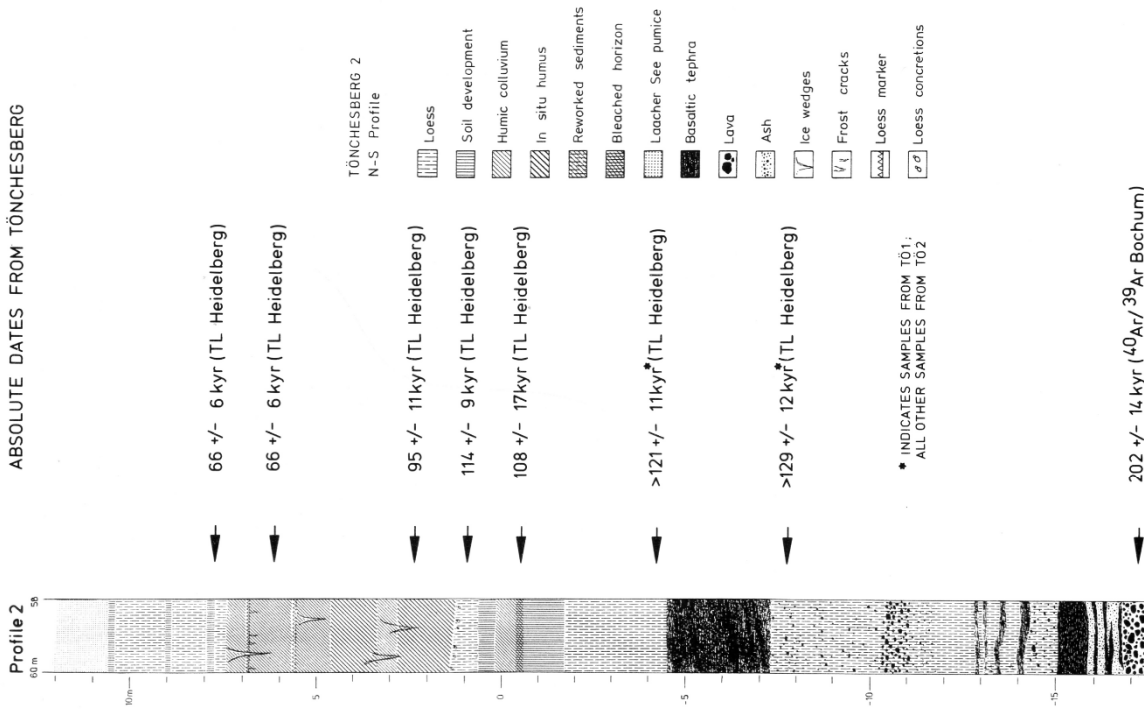 ABSOLUTE DATES FROM TÖNCHESBERG
Profile 2
60 m
58
10m
5
0
-5
-10
-15
66 +/- 6 kyr (TL Heidelberg)
66 +/- 6 kyr (TL Heidelberg)
95 +/- 11 kyr (TL Heidelberg)
114 +/- 9 kyr (TL Heidelberg)
108 +/- 17kyr (TL Heidelberg)
>121 +/- 11kyr* (TL Heidelberg)
>129 +/- 12 kyr* (TL Heidelberg)
202 +/- 14 kyr (⁴⁰Ar/³⁹Ar Bochum)
* INDICATES SAMPLES FROM TÖ1;
ALL OTHER SAMPLES FROM TÖ2
TÖNCHESBERG 2
N-S Profile
Loess
Soil development
Humic colluvium
In situ humus
Reworked sediments
Bleached horizon
Laacher See pumice
Basaltic tephra
Lava
Ash
Ice wedges
Frost cracks
Loess marker
Loess concretions